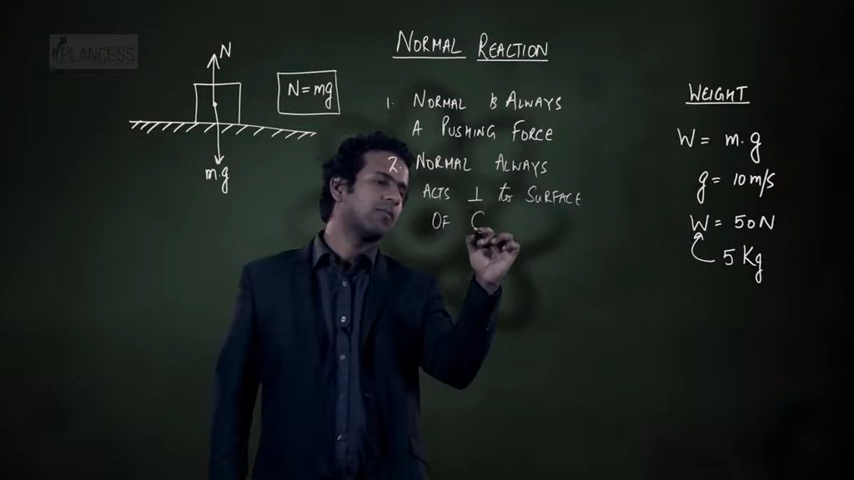 PLANCESS
NORMAL REACTION
N
N = mg
m.g
1. NORMAL is ALWAYS
A PUSHING FORCE
2. NORMAL ALWAYS
ACTS ⊥ to SURFACE
OF C
WEIGHT
W = m.g
g = 10 m/s
W = 50N
5 Kg